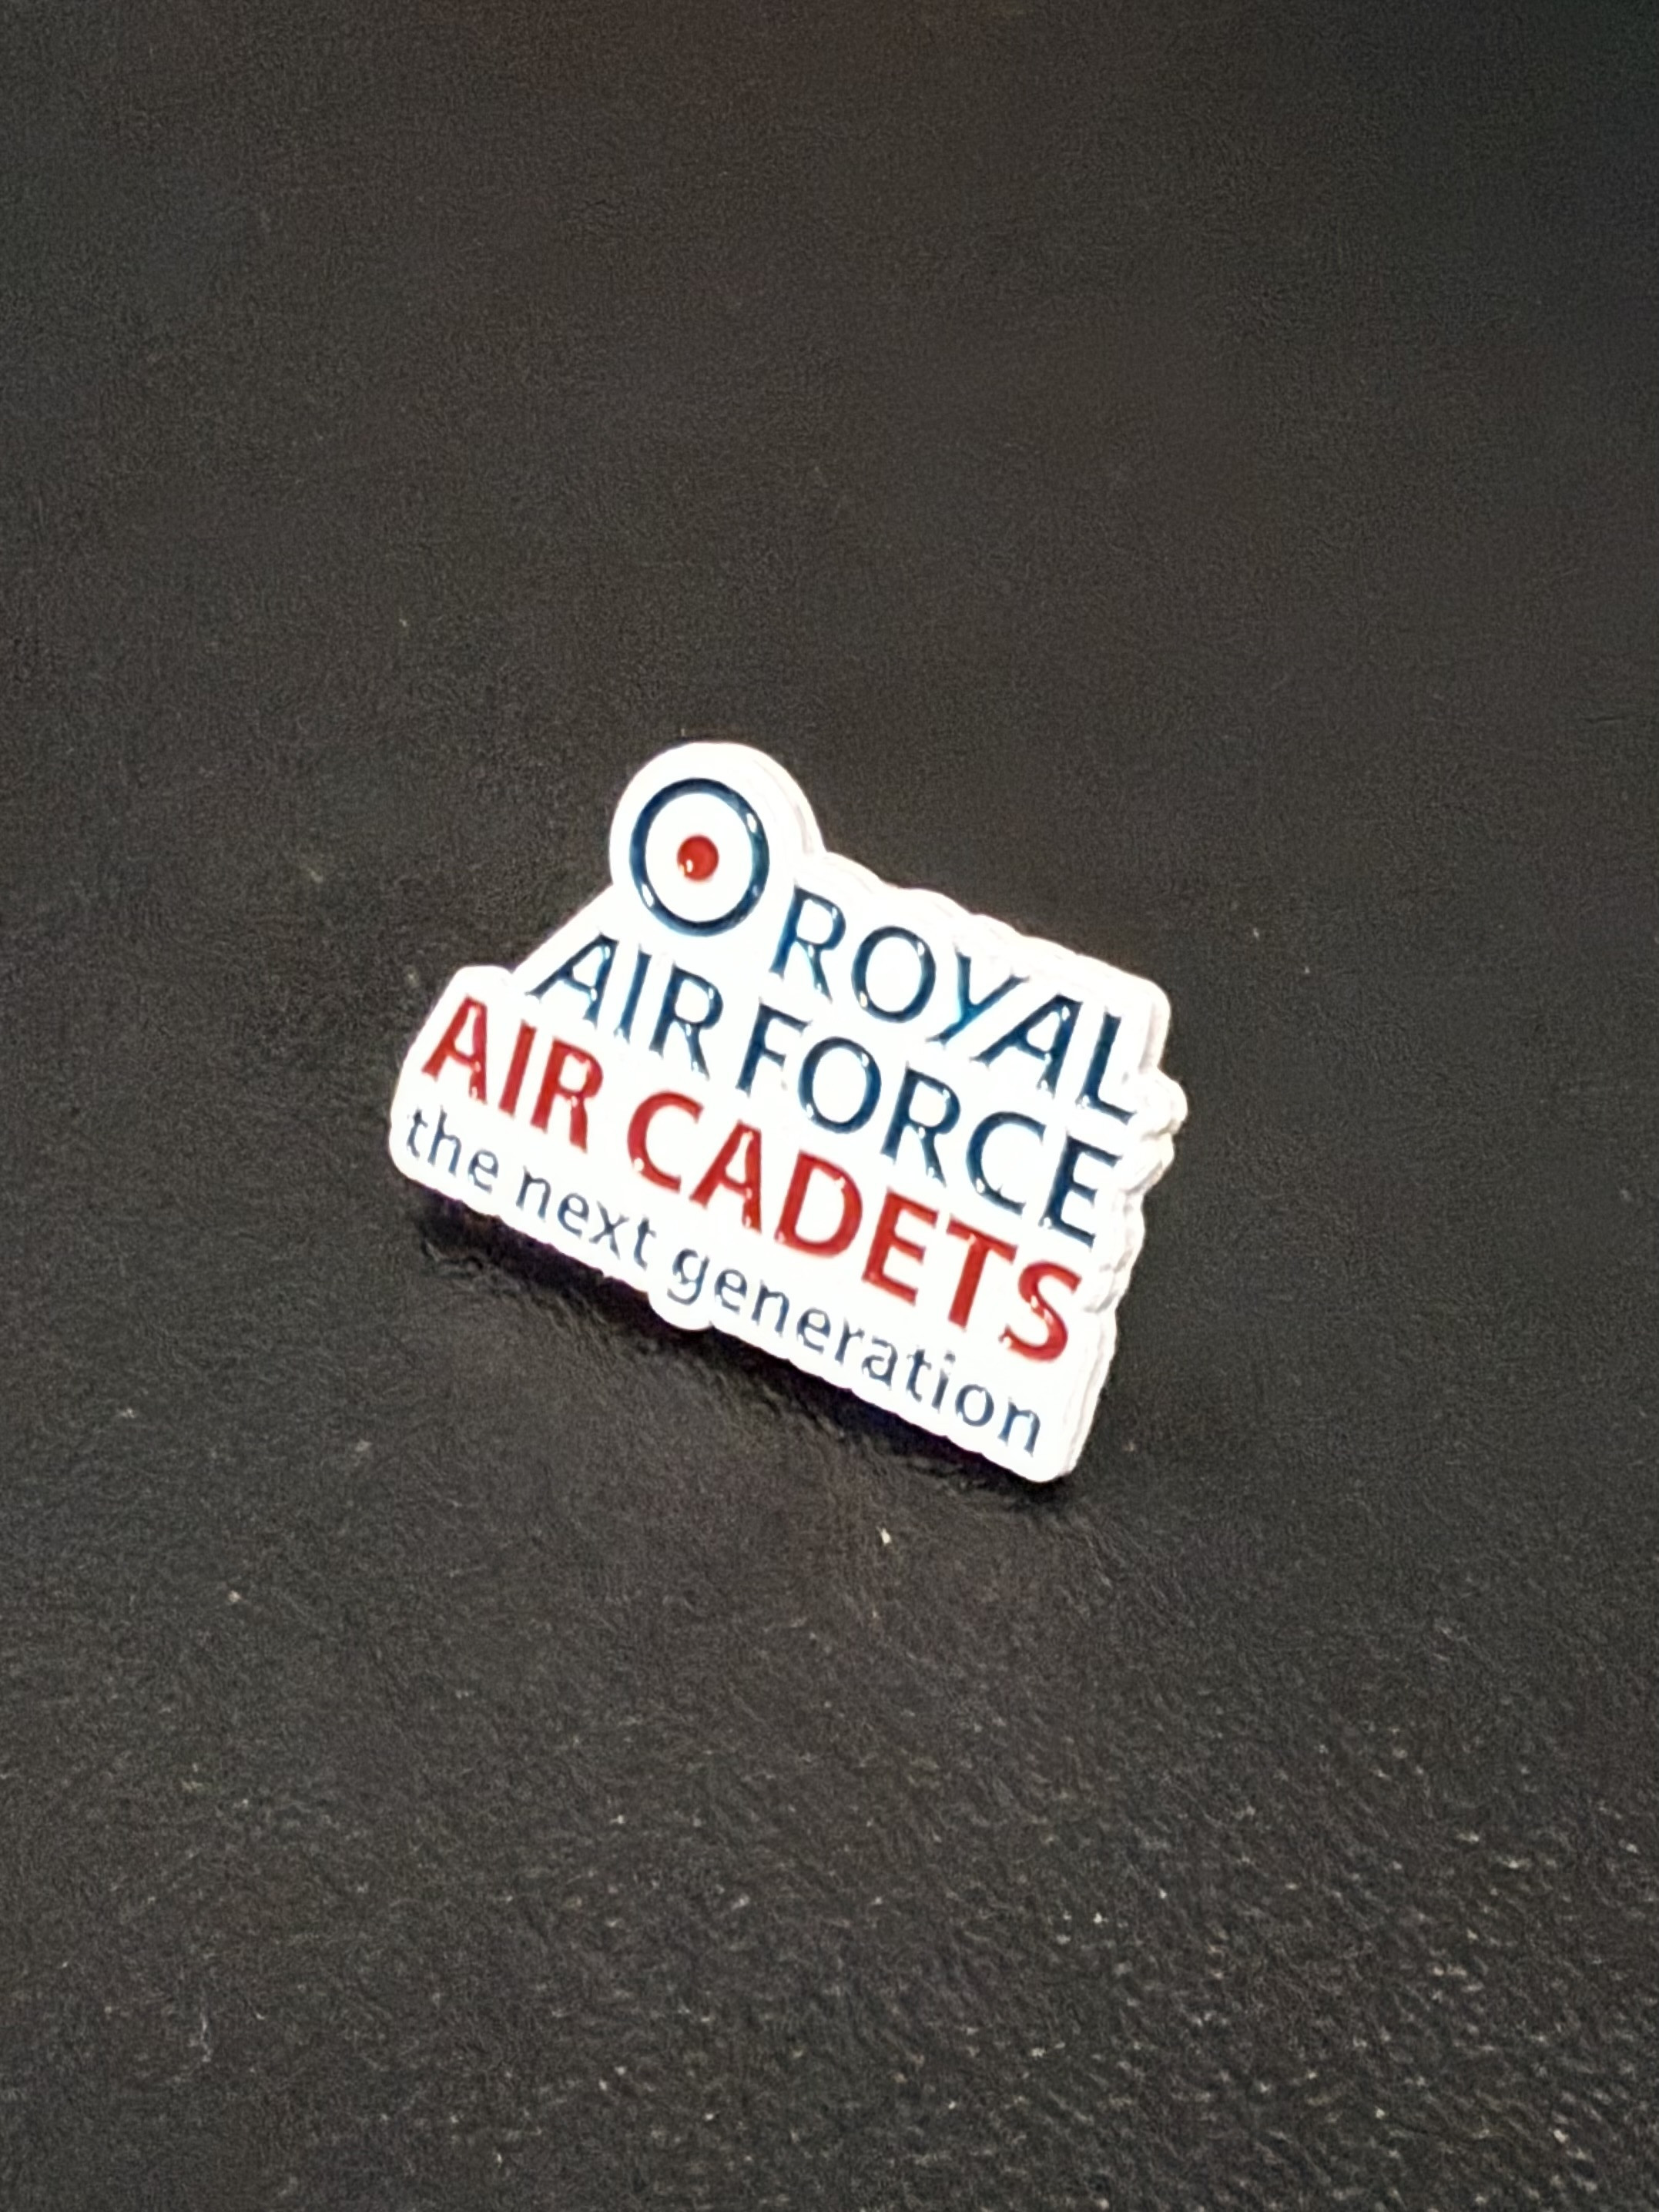 ROYAL
AIR FORCE
AIR CADETS
the next generation